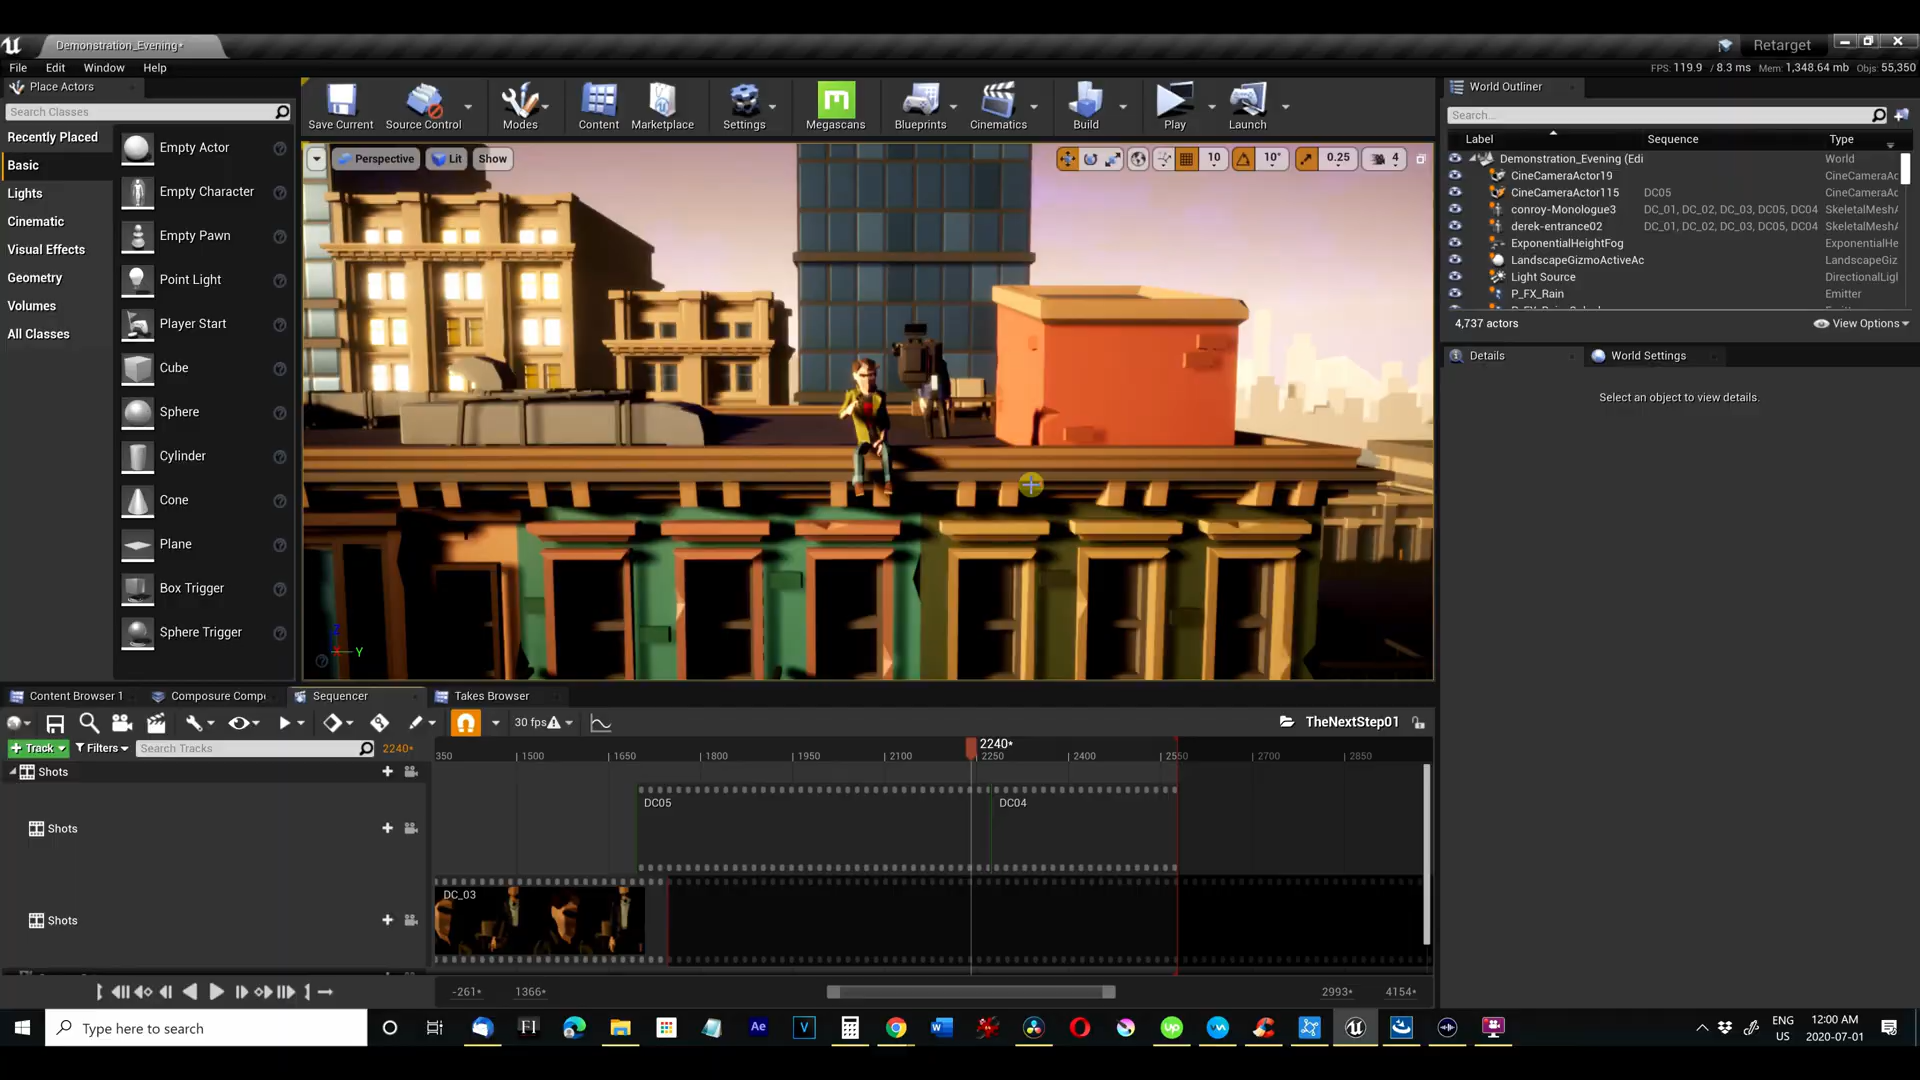 Demonstration_Evening*
Retarget
File Edit Window Help
FPS: 119.9 / 8.3 ms Mem: 1,348.64 mb Objs: 55,350
Place Actors
Search Classes
Recently Placed
Basic
Lights
Cinematic
Visual Effects
Geometry
Volumes
All Classes
Empty Actor
Empty Character
Empty Pawn
Point Light
Player Start
Cube
Sphere
Cylinder
Cone
Plane
Box Trigger
Sphere Trigger
Save Current Source Control Modes Content Marketplace Settings Megascans Blueprints Cinematics Build Play Launch
Perspective Lit Show
10 10° 0.25 4
Z
Y
World Outliner
Search...
Label Sequence Type
Demonstration_Evening (Edi World
CineCameraActor19 CineCameraAc
CineCameraActor115 DC05 CineCameraAc
conroy-Monologue3 DC_01, DC_02, DC_03, DC05, DC04 SkeletalMeshA
derek-entrance02 DC_01, DC_02, DC_03, DC05, DC04 SkeletalMeshA
ExponentialHeightFog ExponentialHe
LandscapeGizmoActiveAc LandscapeGiz
Light Source DirectionalLigl
P_FX_Rain Emitter
4,737 actors
View Options
Details World Settings
Select an object to view details.
Content Browser 1 Composure Compo Sequencer Takes Browser
30 fps
TheNextStep01
Track Filters Search Tracks 2240*
2240*
350 1500 1650 1800 1950 2100 2250 2400 2550 2700 2850
Shots
Shots
DC05 DC04
Shots
DC_03
-261* 1366* 2993* 4154*
Type here to search
FI
Ae
V
up
ENG
US
12:00 AM
2020-07-01